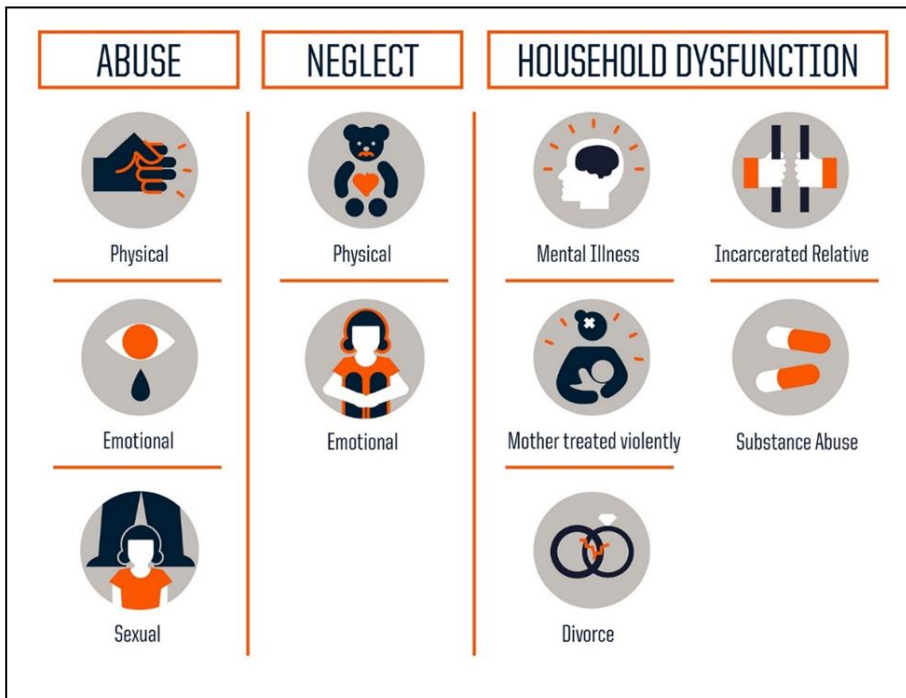 ABUSE
Physical
Emotional
Sexual
NEGLECT
Physical
Emotional
HOUSEHOLD DYSFUNCTION
Mental Illness
Incarcerated Relative
Mother treated violently
Substance Abuse
Divorce